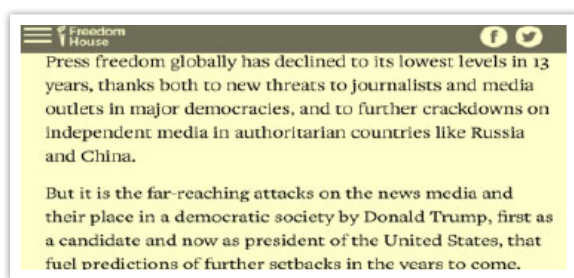 Freedom
House
Press freedom globally has declined to its lowest levels in 13
years, thanks both to new threats to journalists and media
outlets in major democracies, and to further crackdowns on
independent media in authoritarian countries like Russia
and China.
But it is the far-reaching attacks on the news media and
their place in a democratic society by Donald Trump, first as
a candidate and now as president of the United States, that
fuel predictions of further setbacks in the years to come.